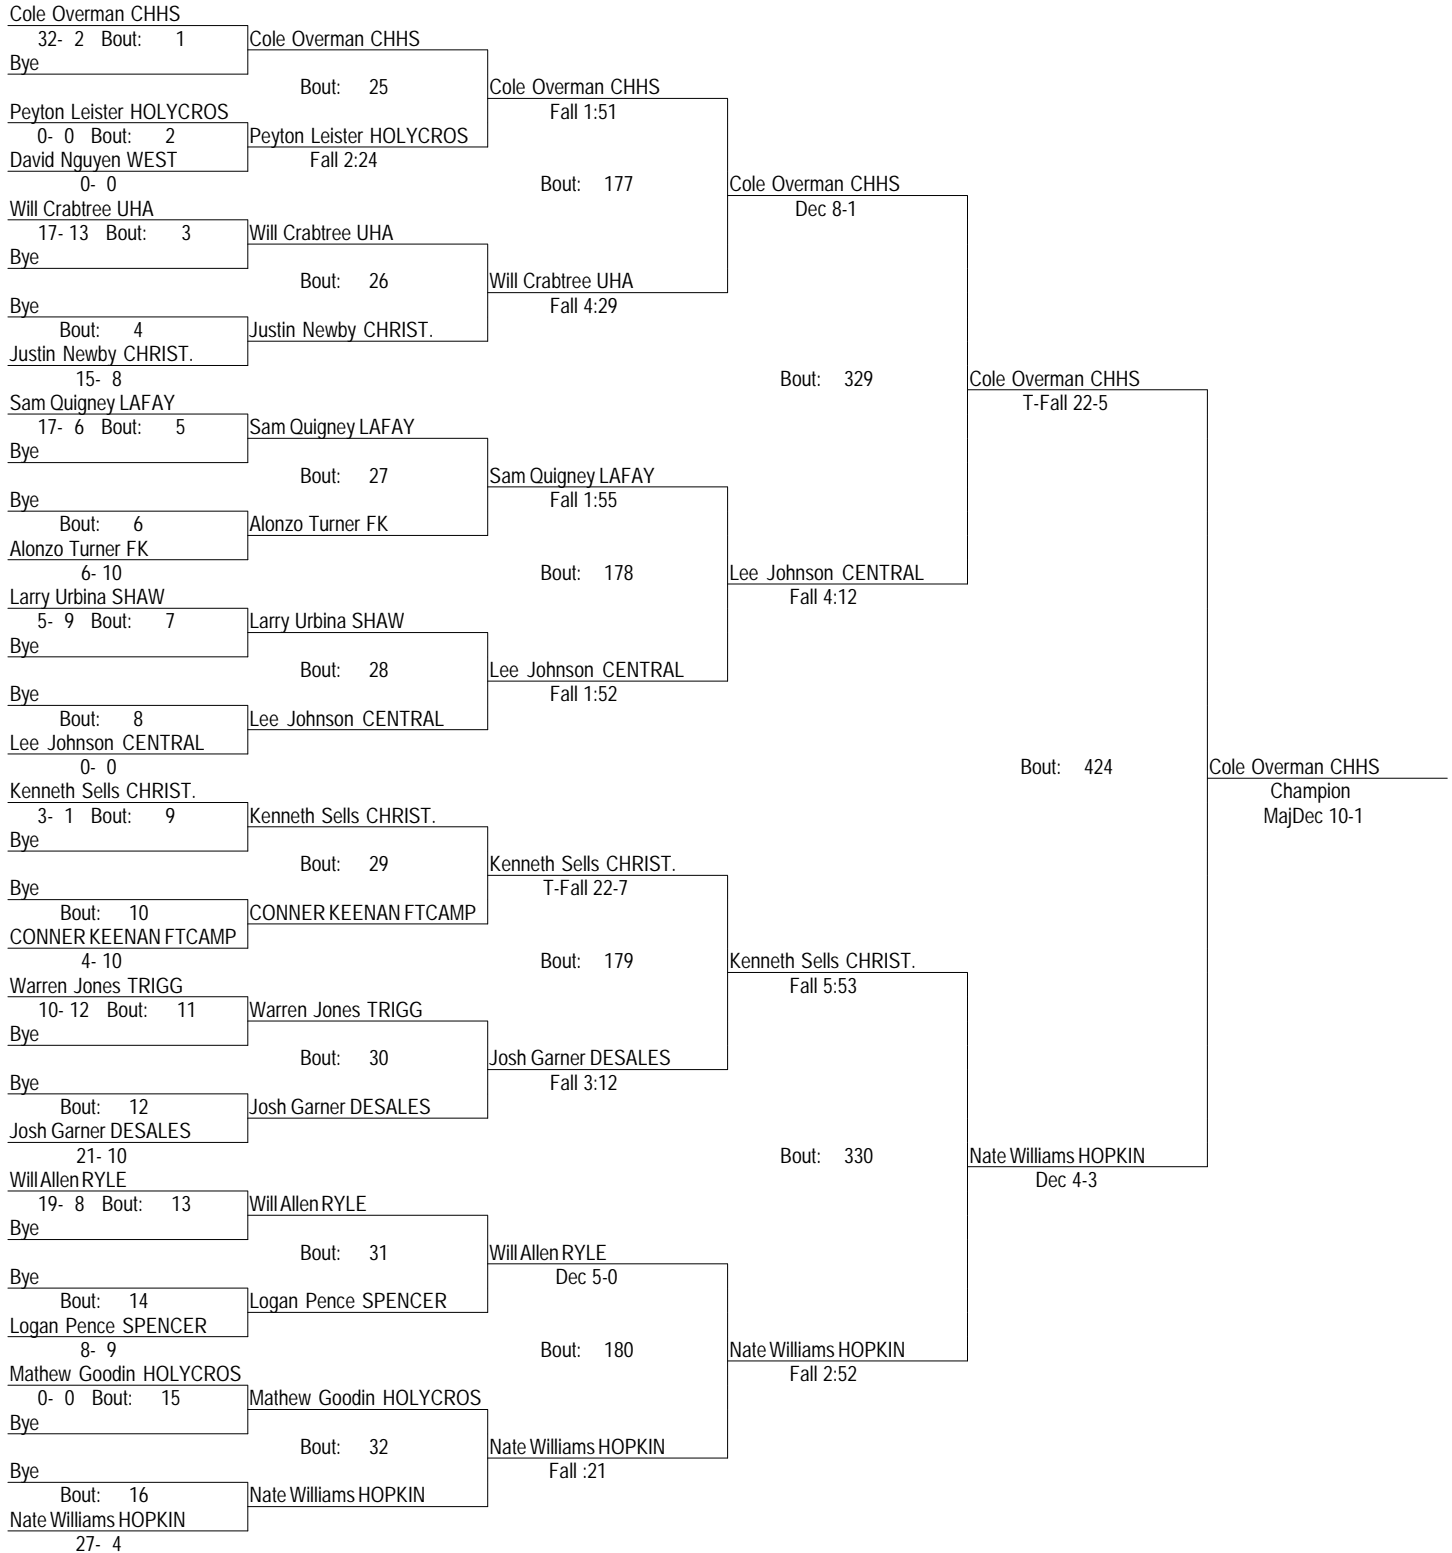 Cole Overman CHHS
32- 2 Bout: 1 Cole Overman CHHS
Bye
Bout: 25 Cole Overman CHHS
Peyton Leister HOLYCROS Fall 1:51
0- 0 Bout: 2 Peyton Leister HOLYCROS
David Nguyen WEST Fall 2:24
0- 0 Bout: 177 Cole Overman CHHS
Will Crabtree UHA Dec 8-1
17- 13 Bout: 3 Will Crabtree UHA
Bye
Bout: 26 Will Crabtree UHA
Bye Fall 4:29
Bout: 4 Justin Newby CHRIST.
Justin Newby CHRIST.
15- 8 Bout: 329 Cole Overman CHHS
Sam Quigney LAFAY T-Fall 22-5
17- 6 Bout: 5 Sam Quigney LAFAY
Bye
Bout: 27 Sam Quigney LAFAY
Bye Fall 1:55
Bout: 6 Alonzo Turner FK
Alonzo Turner FK
6- 10 Bout: 178 Lee Johnson CENTRAL
Larry Urbina SHAW Fall 4:12
5- 9 Bout: 7 Larry Urbina SHAW
Bye
Bout: 28 Lee Johnson CENTRAL
Bye Fall 1:52
Bout: 8 Lee Johnson CENTRAL
Lee Johnson CENTRAL
0- 0 Bout: 424 Cole Overman CHHS
Kenneth Sells CHRIST. Champion
3- 1 Bout: 9 Kenneth Sells CHRIST. MajDec 10-1
Bye
Bout: 29 Kenneth Sells CHRIST.
Bye T-Fall 22-7
Bout: 10 CONNER KEENAN FTCAMP
CONNER KEENAN FTCAMP
4- 10 Bout: 179 Kenneth Sells CHRIST.
Warren Jones TRIGG Fall 5:53
10- 12 Bout: 11 Warren Jones TRIGG
Bye
Bout: 30 Josh Garner DESALES
Bye Fall 3:12
Bout: 12 Josh Garner DESALES
Josh Garner DESALES
21- 10 Bout: 330 Nate Williams HOPKIN
Will Allen RYLE Dec 4-3
19- 8 Bout: 13 Will Allen RYLE
Bye
Bout: 31 Will Allen RYLE
Bye Dec 5-0
Bout: 14 Logan Pence SPENCER
Logan Pence SPENCER
8- 9 Bout: 180 Nate Williams HOPKIN
Mathew Goodin HOLYCROS Fall 2:52
0- 0 Bout: 15 Mathew Goodin HOLYCROS
Bye
Bout: 32 Nate Williams HOPKIN
Bye Fall :21
Bout: 16 Nate Williams HOPKIN
Nate Williams HOPKIN
27- 4